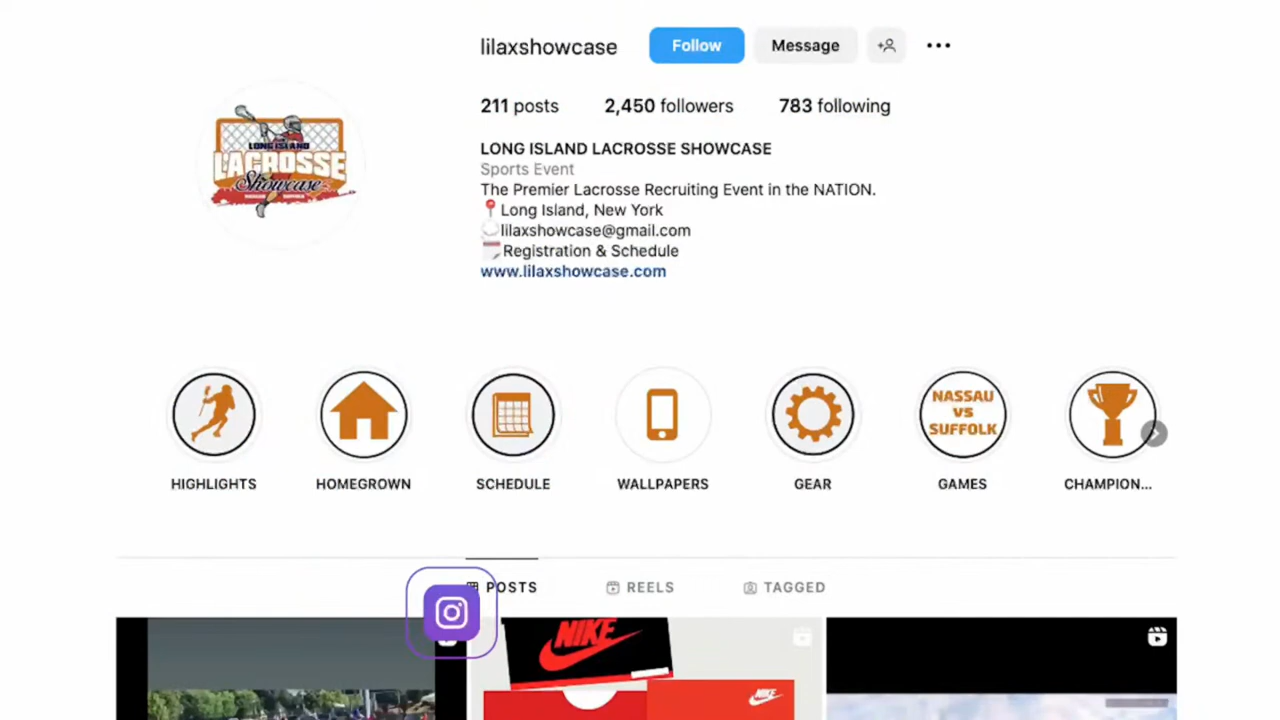 lilaxshowcase Follow Message
211 posts 2,450 followers 783 following
LONG ISLAND LACROSSE SHOWCASE
Sports Event
The Premier Lacrosse Recruiting Event in the NATION.
Long Island, New York
lilaxshowcase@gmail.com
Registration & Schedule
www.lilaxshowcase.com
LONG ISLAND
LACROSSE
Showcase
NASSAU
VS
SUFFOLK
HIGHLIGHTS HOMEGROWN SCHEDULE WALLPAPERS GEAR GAMES CHAMPION...
POSTS REELS TAGGED
NIKE
NIKE